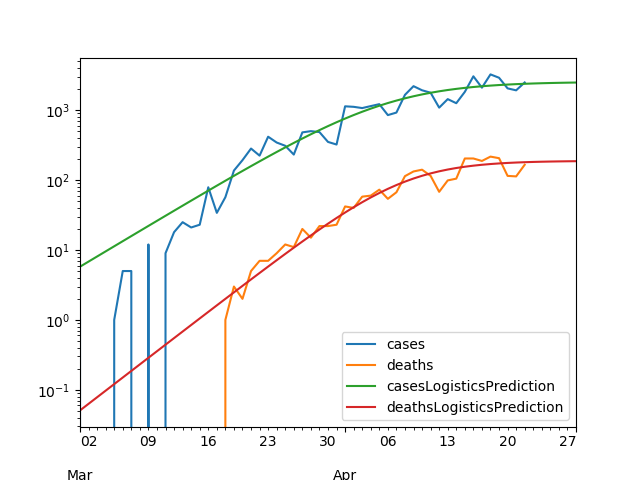 10³
10²
10¹
10⁰
10⁻¹
cases
deaths
casesLogisticsPrediction
deathsLogisticsPrediction
02 09 16 23 30 06 13 20 27
Mar Apr